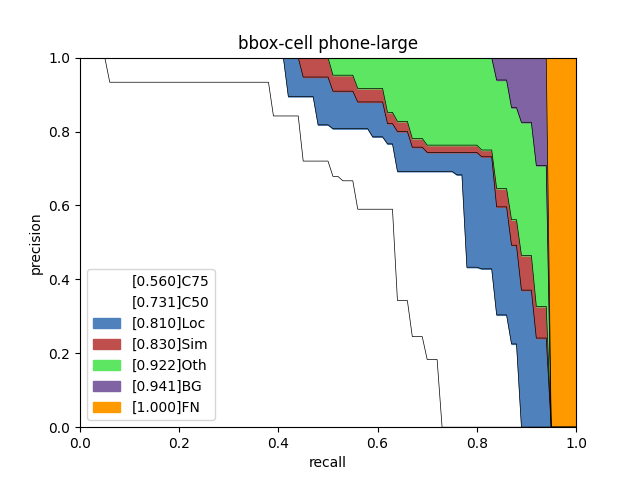 bbox-cell phone-large
precision
1.0
0.8
0.6
0.4
0.2
0.0
[0.560]C75
[0.731]C50
[0.810]Loc
[0.830]Sim
[0.922]Oth
[0.941]BG
[1.000]FN
0.0 0.2 0.4 0.6 0.8 1.0
recall